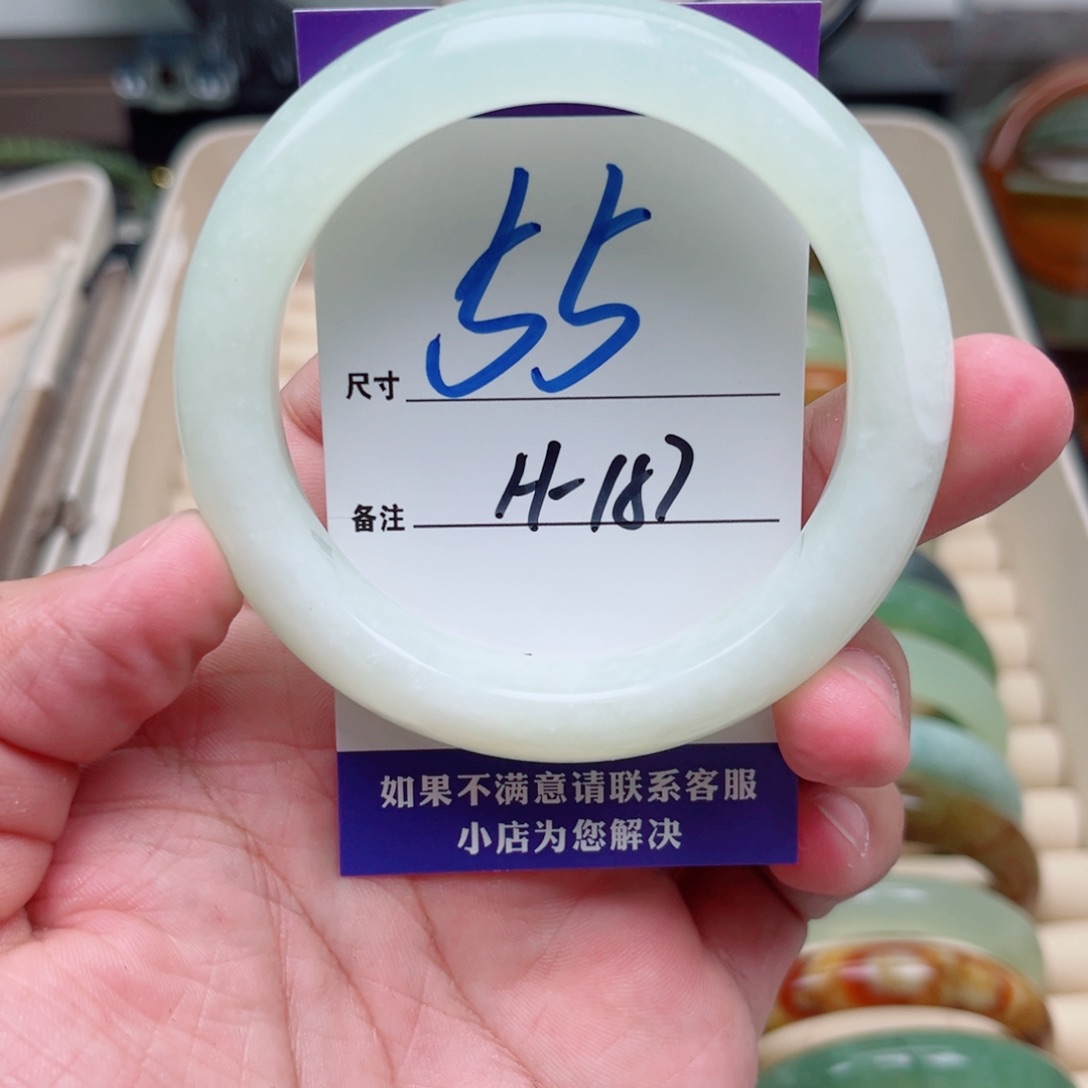 55
尺寸
H-187
备注
如果不满意请联系客服
小店为您解决